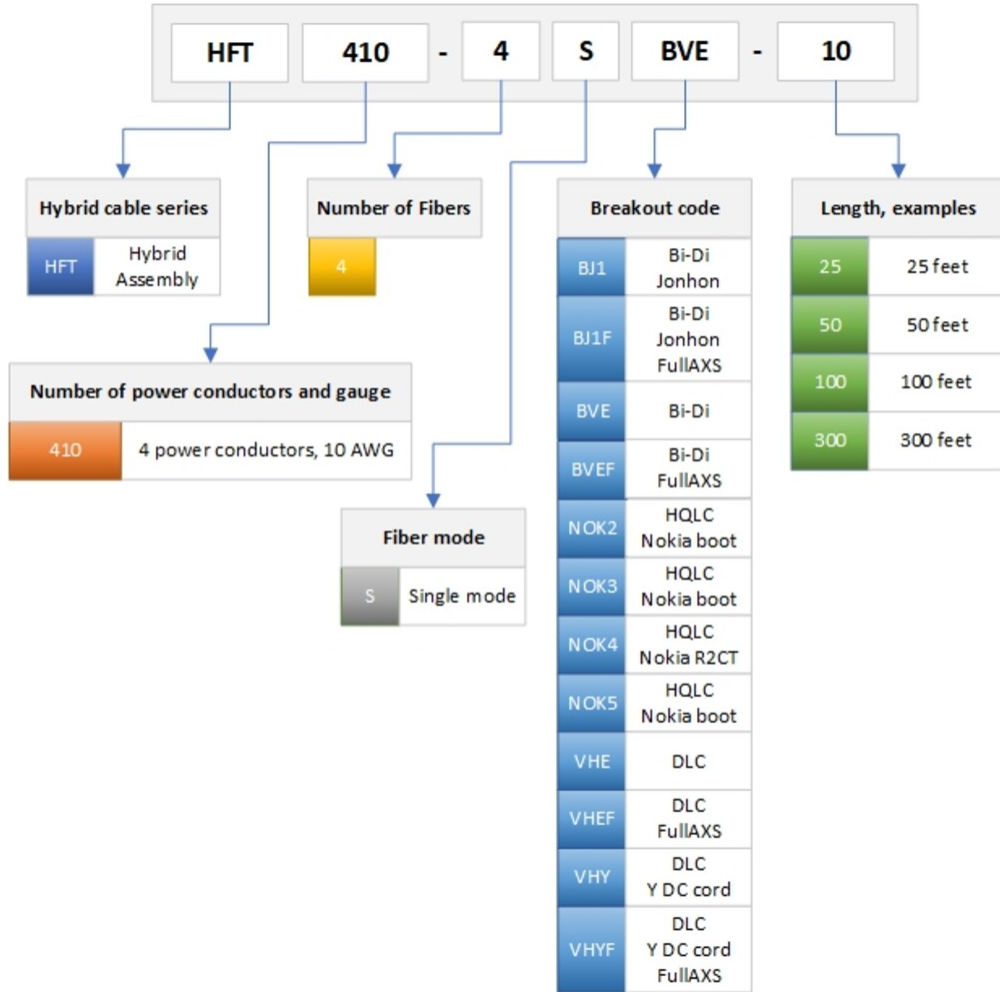 HFT 410 - 4 S BVE - 10
Hybrid cable series
HFT Hybrid
Assembly
Number of Fibers
4
Number of power conductors and gauge
410 4 power conductors, 10 AWG
Fiber mode
S Single mode
Breakout code
BJ1 Bi-Di
Jonhon
BJ1F Bi-Di
Jonhon
FullAXS
BVE Bi-Di
BVEF Bi-Di
FullAXS
NOK2 HQLC
Nokia boot
NOK3 HQLC
Nokia boot
NOK4 HQLC
Nokia R2CT
NOK5 HQLC
Nokia boot
VHE DLC
VHEF DLC
FullAXS
VHY DLC
Y DC cord
VHYF DLC
Y DC cord
FullAXS
Length, examples
25 25 feet
50 50 feet
100 100 feet
300 300 feet